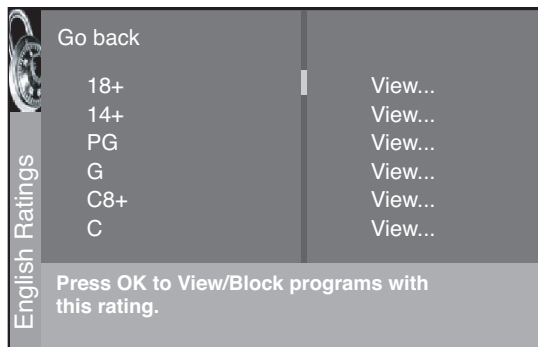 Go back
18+ View...
14+ View...
PG View...
G View...
C8+ View...
C View...
English Ratings
Press OK to View/Block programs with
this rating.